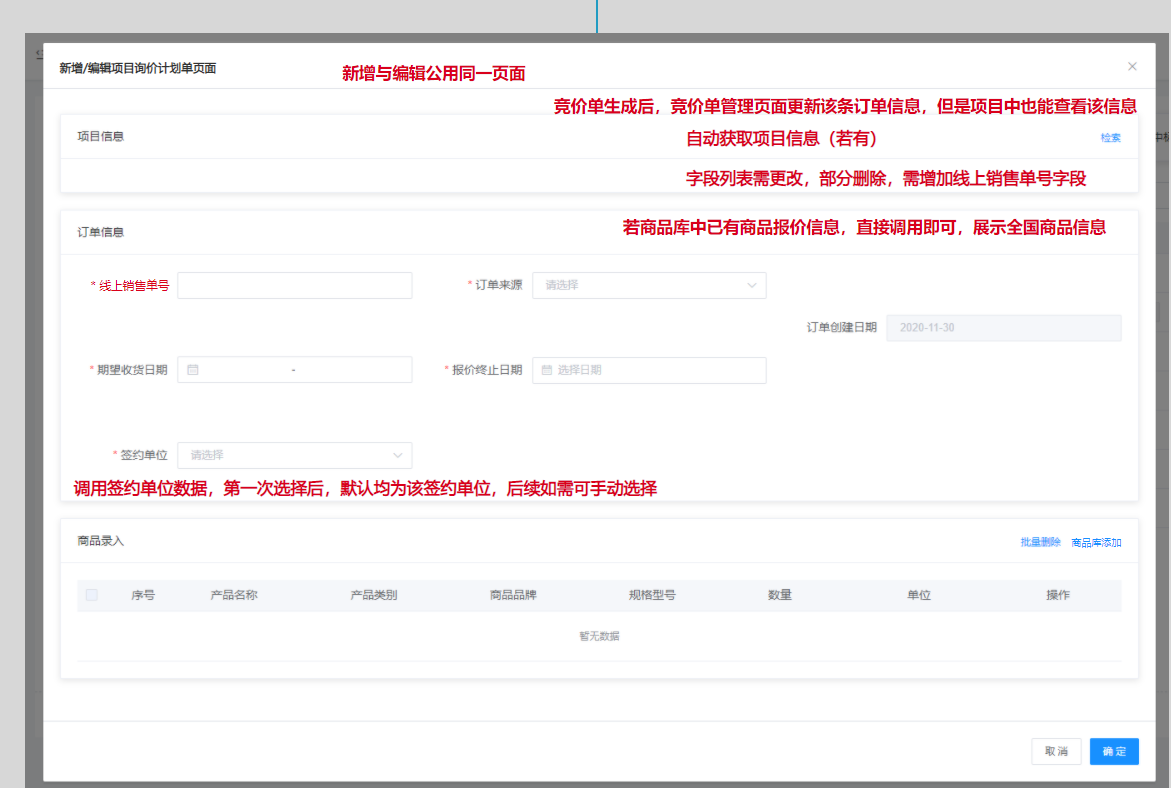 新增/编辑项目询价计划单页面
新增与编辑公用同一页面
竞价单生成后，竞价单管理页面更新该条订单信息，但是项目中也能查看该信息
项目信息
自动获取项目信息（若有）
检索
字段列表需更改，部分删除，需增加线上销售单号字段
订单信息
若商品库中已有商品报价信息，直接调用即可，展示全国商品信息
* 线上销售单号
* 订单来源 请选择
订单创建日期 2020-11-30
* 期望收货日期 -
* 报价终止日期 选择日期
* 签约单位 请选择
调用签约单位数据，第一次选择后，默认均为该签约单位，后续如需可手动选择
商品录入
批量删除 商品库添加
序号 产品名称 产品类别 商品品牌 规格型号 数量 单位 操作
暂无数据
取消 确定